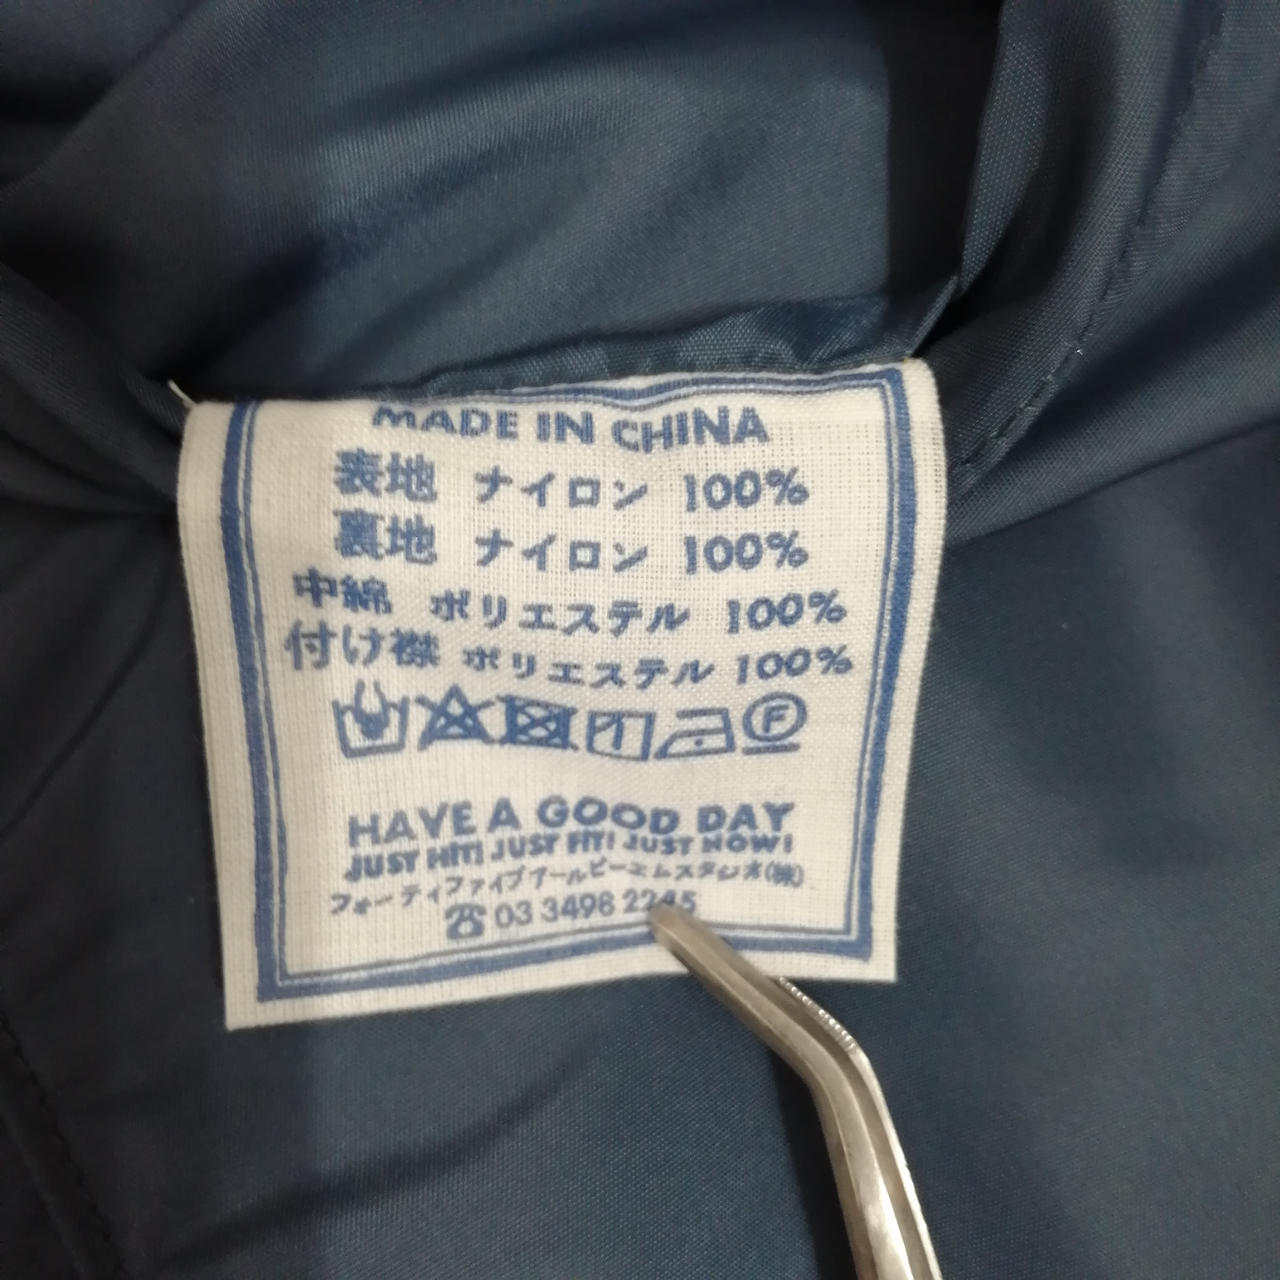 MADE IN CHINA
表地 ナイロン 100%
裏地 ナイロン 100%
中綿 ポリエステル 100%
付け襟 ポリエステル 100%
F
HAVE A GOOD DAY
JUST HIT! JUST FIT! JUST NOW!
フォーティファイブアールピーエムスタジオ(株)
☎ 03 3498 2245